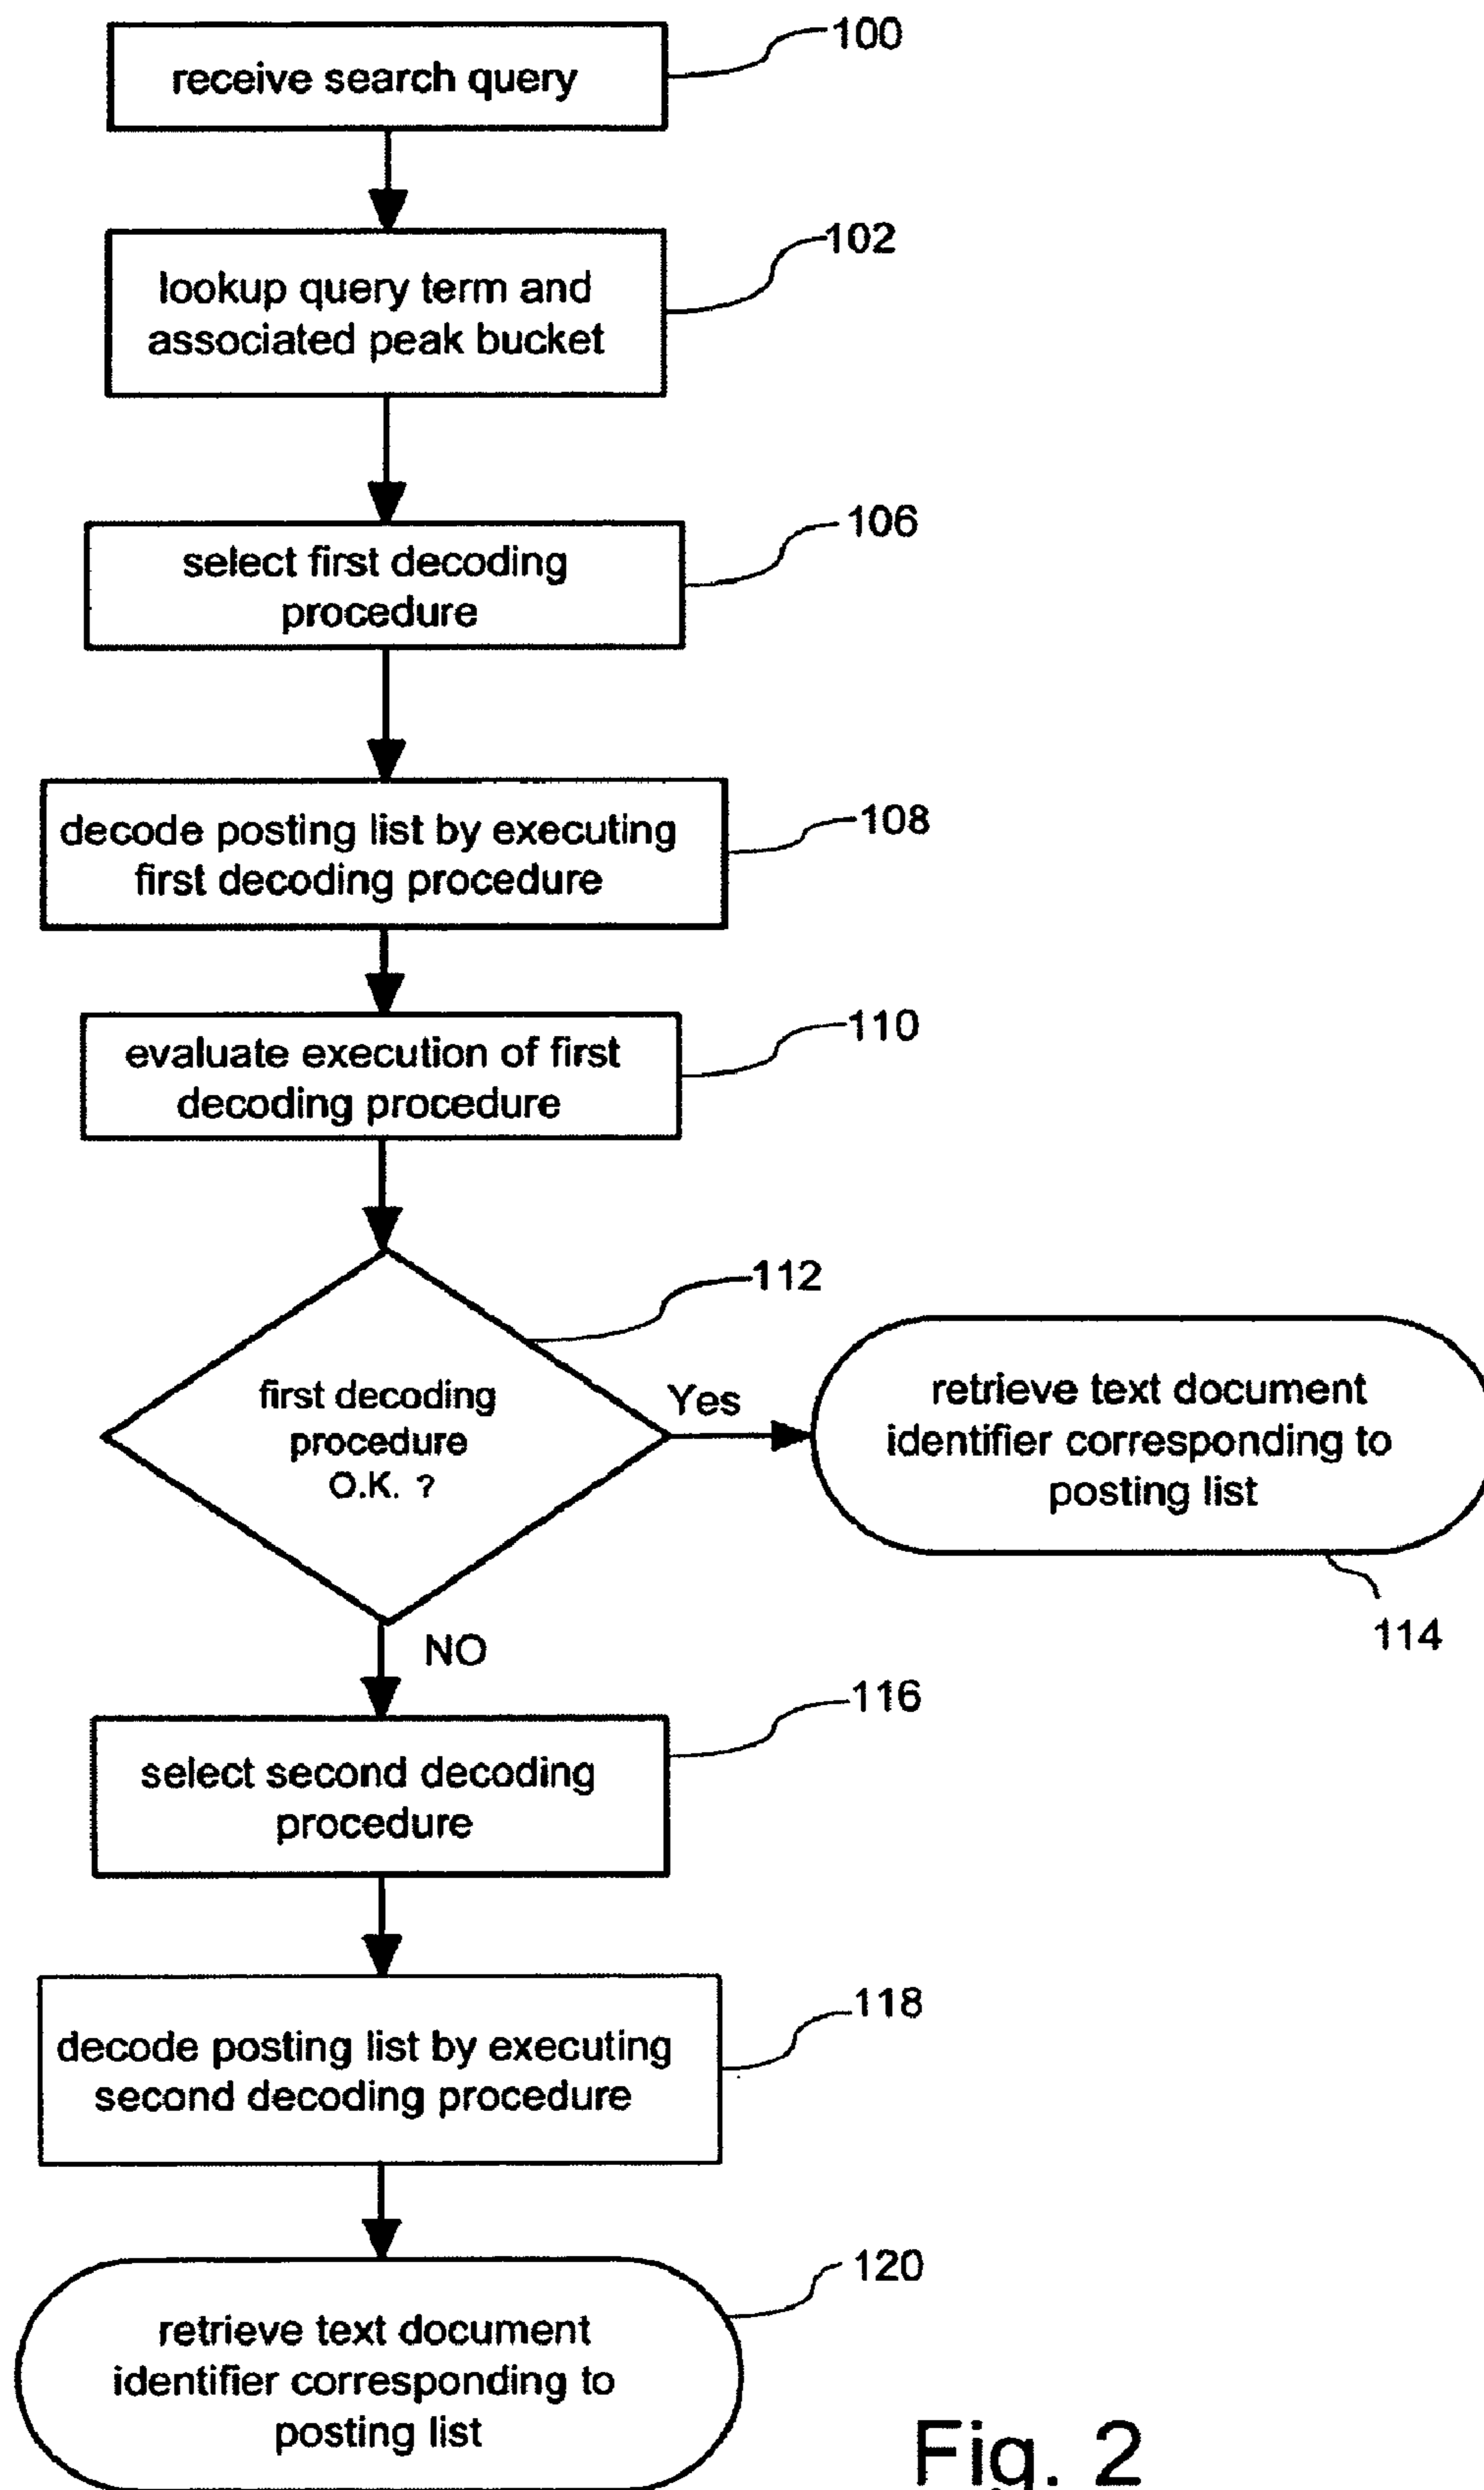 100
receive search query
102
lookup query term and
associated peak bucket
106
select first decoding
procedure
108
decode posting list by executing
first decoding procedure
110
evaluate execution of first
decoding procedure
112
first decoding
procedure
O.K. ?
Yes
retrieve text document
identifier corresponding to
posting list
114
NO
116
select second decoding
procedure
118
decode posting list by executing
second decoding procedure
120
retrieve text document
identifier corresponding to
posting list
Fig. 2